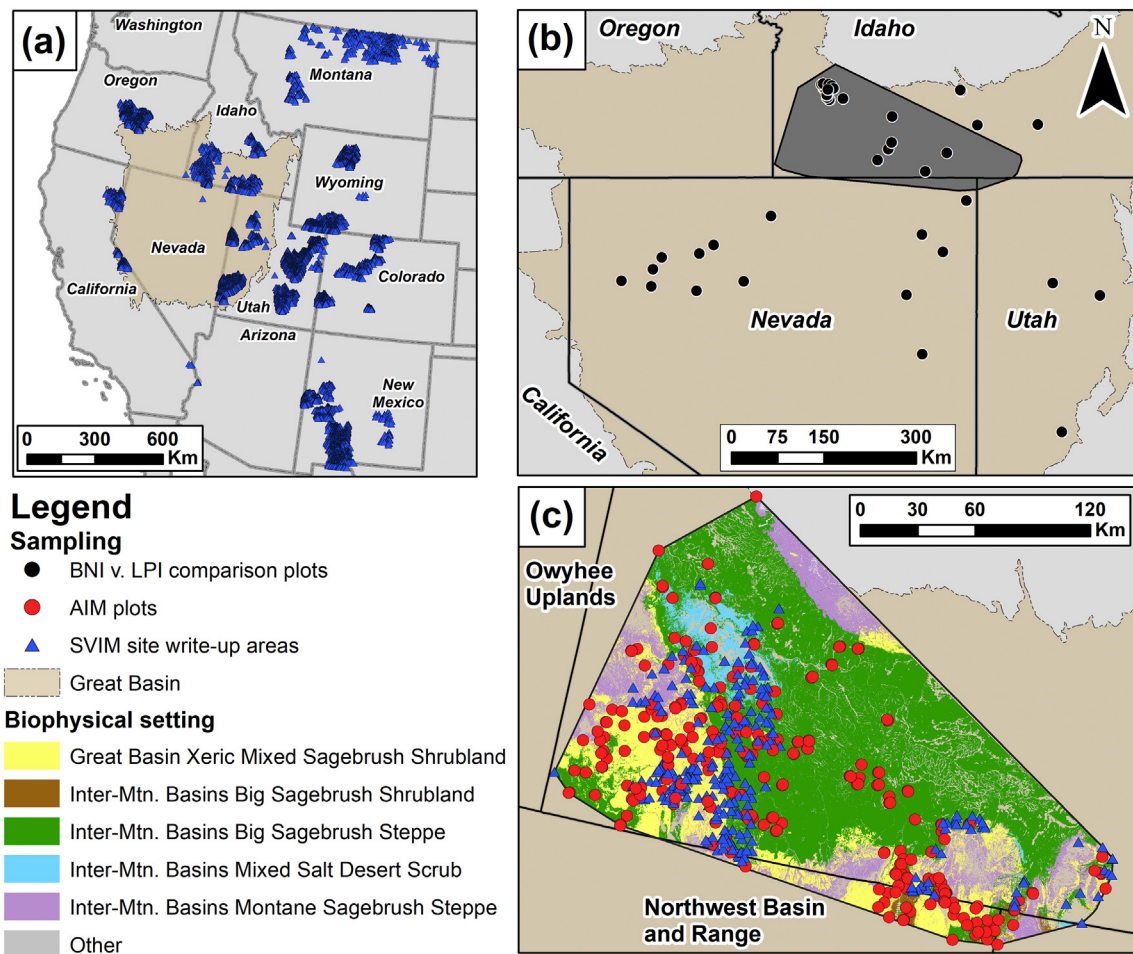 (a)
Washington
Oregon
Montana
Idaho
Wyoming
Nevada
California
Utah
Colorado
Arizona
New
Mexico
0 300 600
Km
(b)
Oregon
Idaho
N
Nevada
Utah
California
0 75 150 300
Km
Legend
Sampling
BNI v. LPI comparison plots
AIM plots
SVIM site write-up areas
Great Basin
Biophysical setting
Great Basin Xeric Mixed Sagebrush Shrubland
Inter-Mtn. Basins Big Sagebrush Shrubland
Inter-Mtn. Basins Big Sagebrush Steppe
Inter-Mtn. Basins Mixed Salt Desert Scrub
Inter-Mtn. Basins Montane Sagebrush Steppe
Other
(c)
0 30 60 120
Km
Owyhee
Uplands
Northwest Basin
and Range